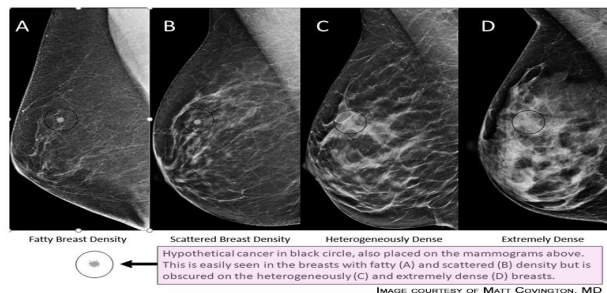 A B C D
Fatty Breast Density Scattered Breast Density Heterogeneously Dense Extremely Dense
Hypothetical cancer in black circle, also placed on the mammograms above.
This is easily seen in the breasts with fatty (A) and scattered (B) density but is
obscured on the heterogeneously (C) and extremely dense (D) breasts.
IMAGE COURTESY OF MATT COVINGTON, MD